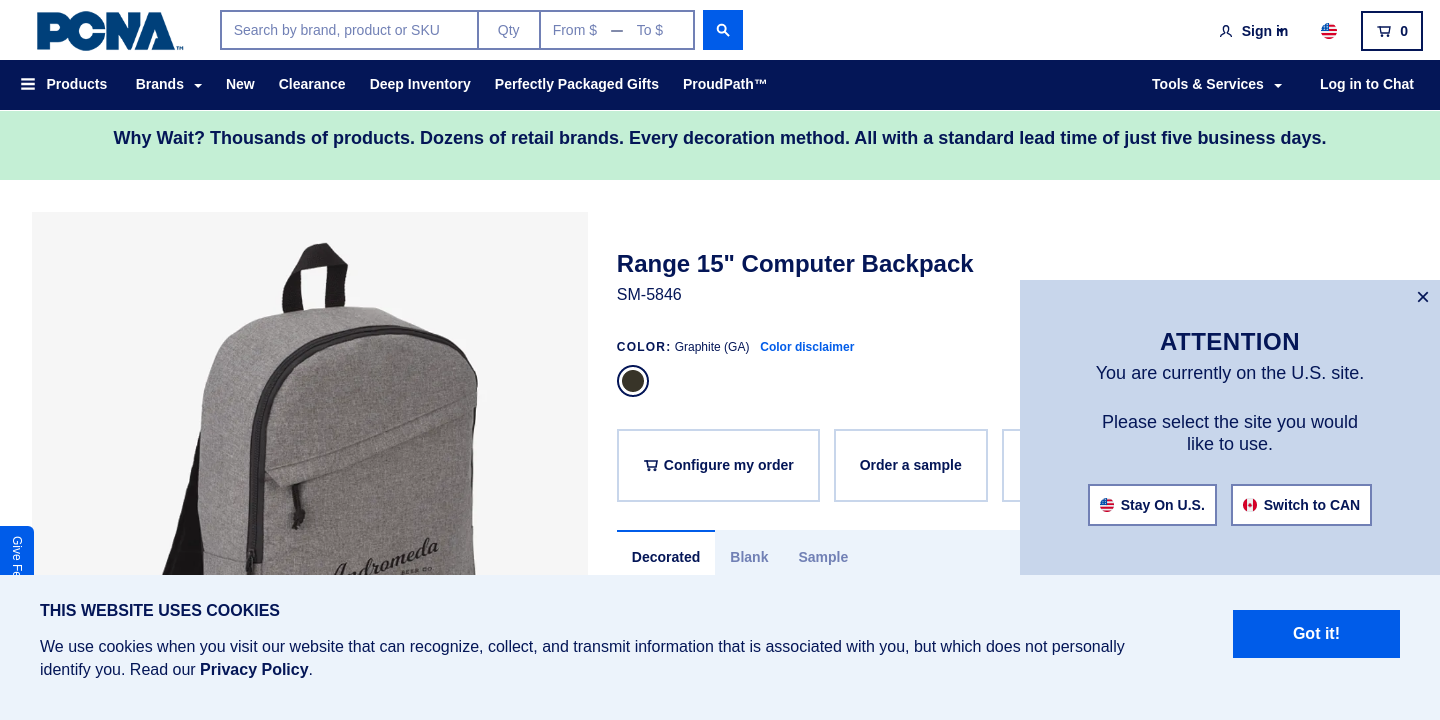 PCNA™
Search by brand, product or SKU
Qty
From $ — To $
Sign in
0
Products
Brands
New
Clearance
Deep Inventory
Perfectly Packaged Gifts
ProudPath™
Tools & Services
Log in to Chat
Why Wait? Thousands of products. Dozens of retail brands. Every decoration method. All with a standard lead time of just five business days.
Range 15" Computer Backpack
SM-5846
COLOR: Graphite (GA) Color disclaimer
Configure my order
Order a sample
Decorated
Blank
Sample
Andromeda
BEER CO
×
ATTENTION
You are currently on the U.S. site.
Please select the site you would
like to use.
Stay On U.S.
Switch to CAN
Give
THIS WEBSITE USES COOKIES
We use cookies when you visit our website that can recognize, collect, and transmit information that is associated with you, but which does not personally
identify you. Read our Privacy Policy.
Got it!